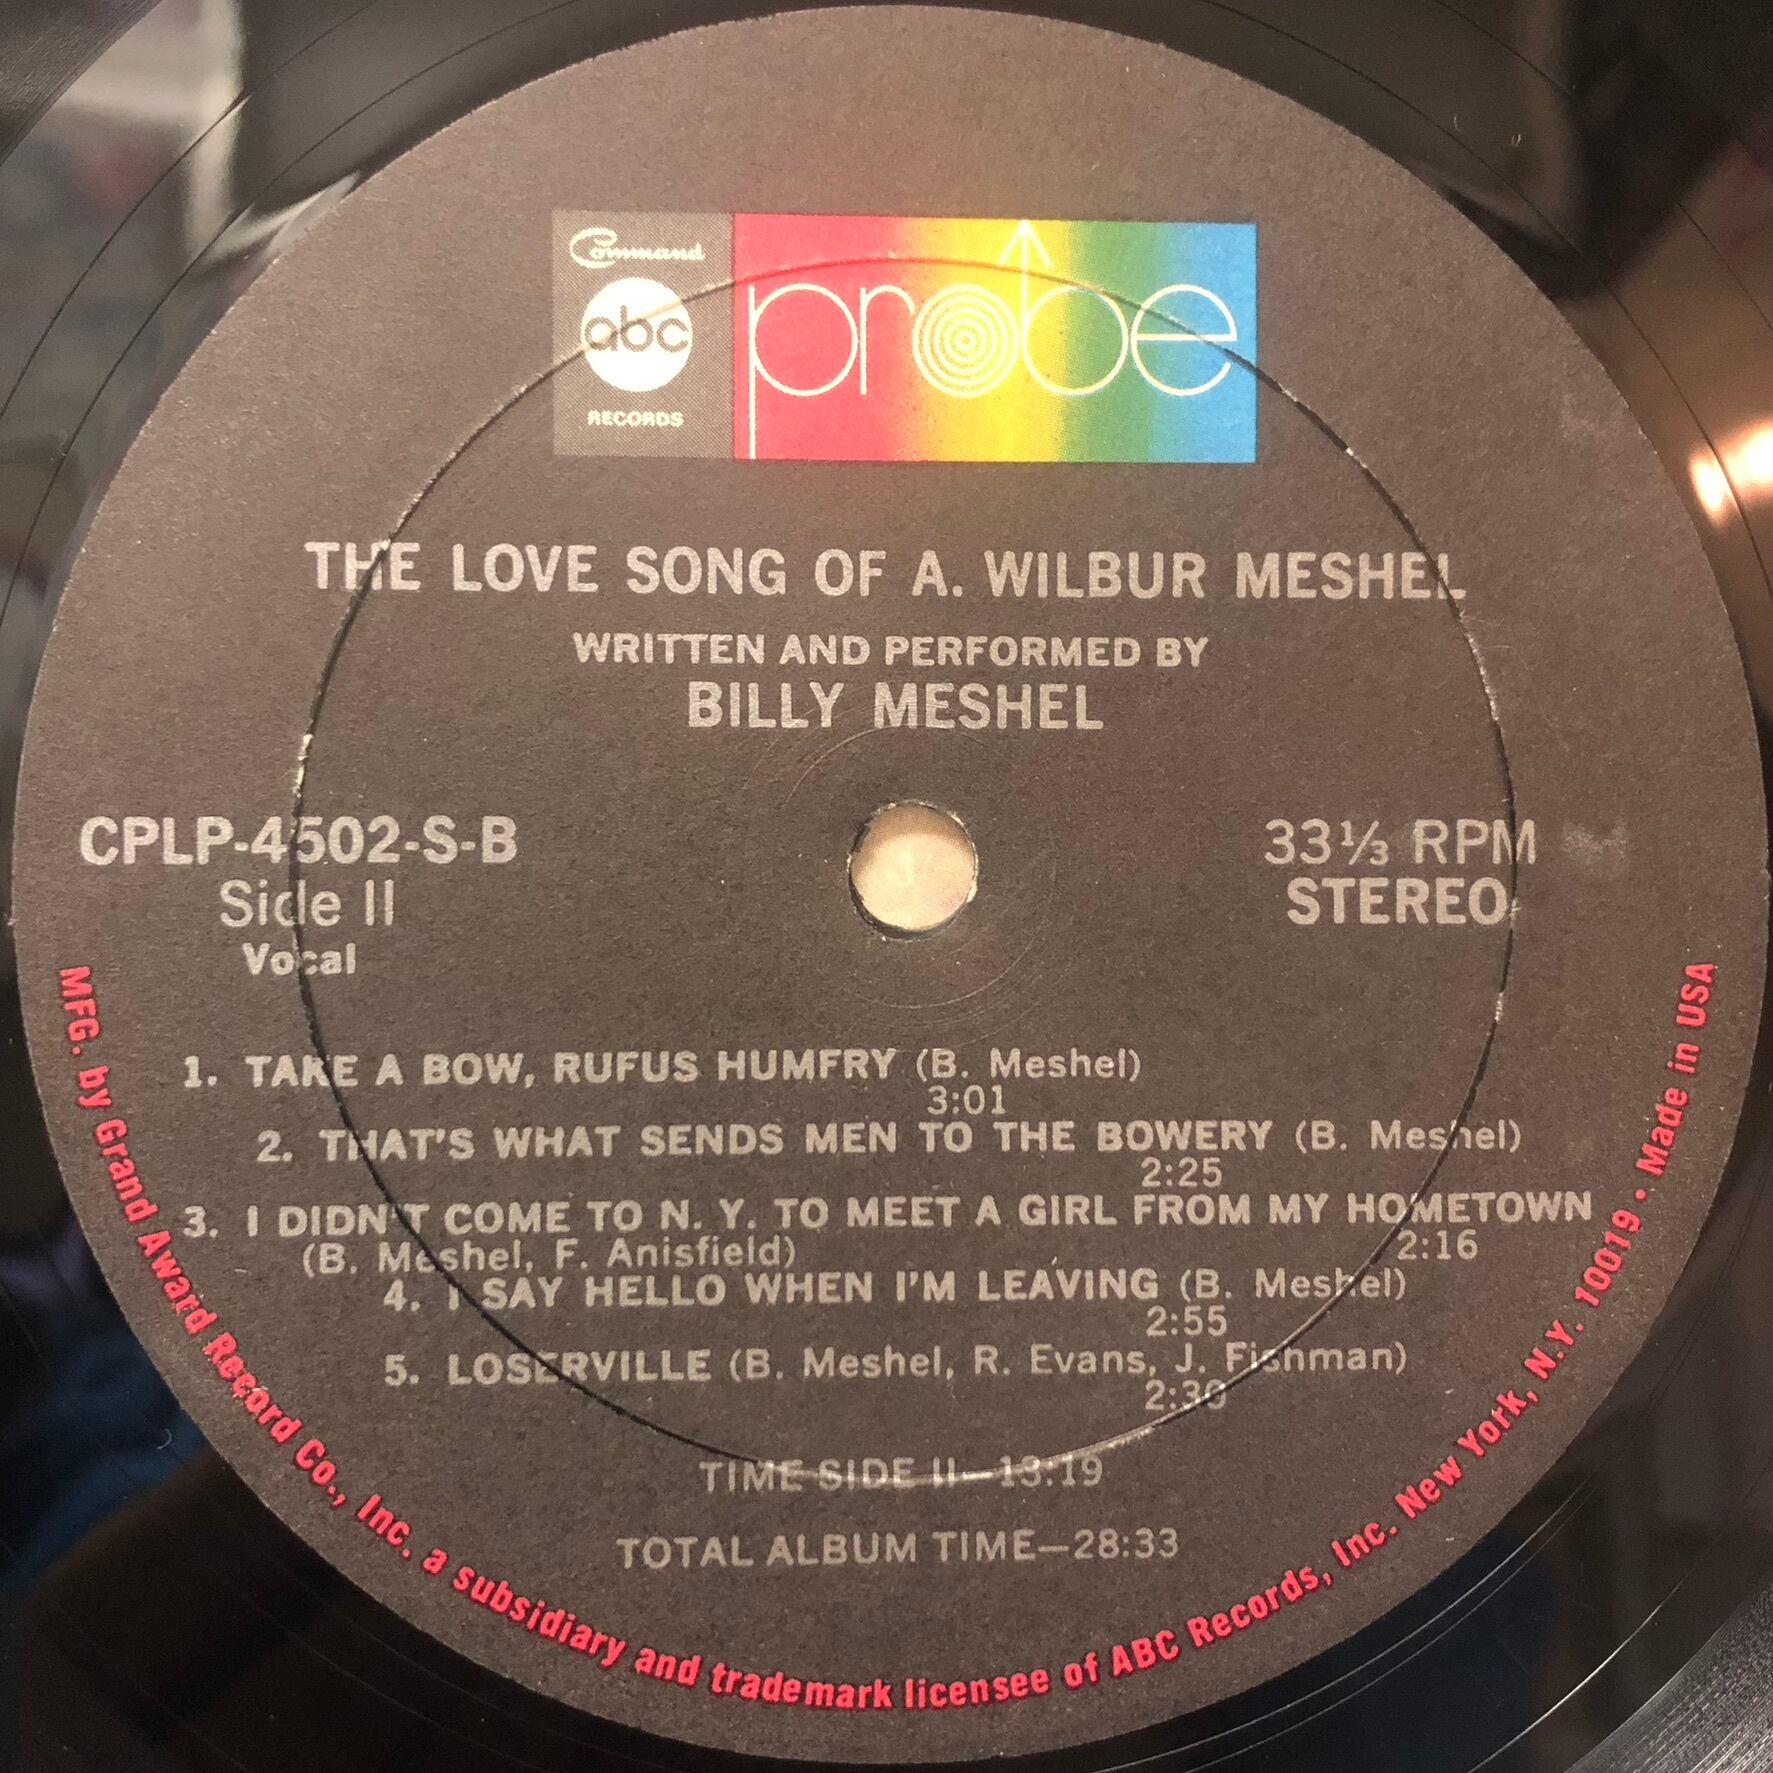 Command
abc
RECORDS
probe
THE LOVE SONG OF A. WILBUR MESHEL
WRITTEN AND PERFORMED BY
BILLY MESHEL
CPLP-4502-S-B
Side II
Vocal
33⅓ RPM
STEREO
1. TAKE A BOW, RUFUS HUMFRY (B. Meshel)
3:01
2. THAT'S WHAT SENDS MEN TO THE BOWERY (B. Meshel)
2:25
3. I DIDN'T COME TO N. Y. TO MEET A GIRL FROM MY HOMETOWN
(B. Meshel, F. Anisfield) 2:16
4. I SAY HELLO WHEN I'M LEAVING (B. Meshel)
2:55
5. LOSERVILLE (B. Meshel, R. Evans, J. Fishman)
2:30
TIME SIDE II—13:19
TOTAL ALBUM TIME—28:33
MFG. by Grand Award Record Co., Inc. a subsidiary and trademark licensee of ABC Records, Inc. New York, N.Y. 10019 • Made in USA